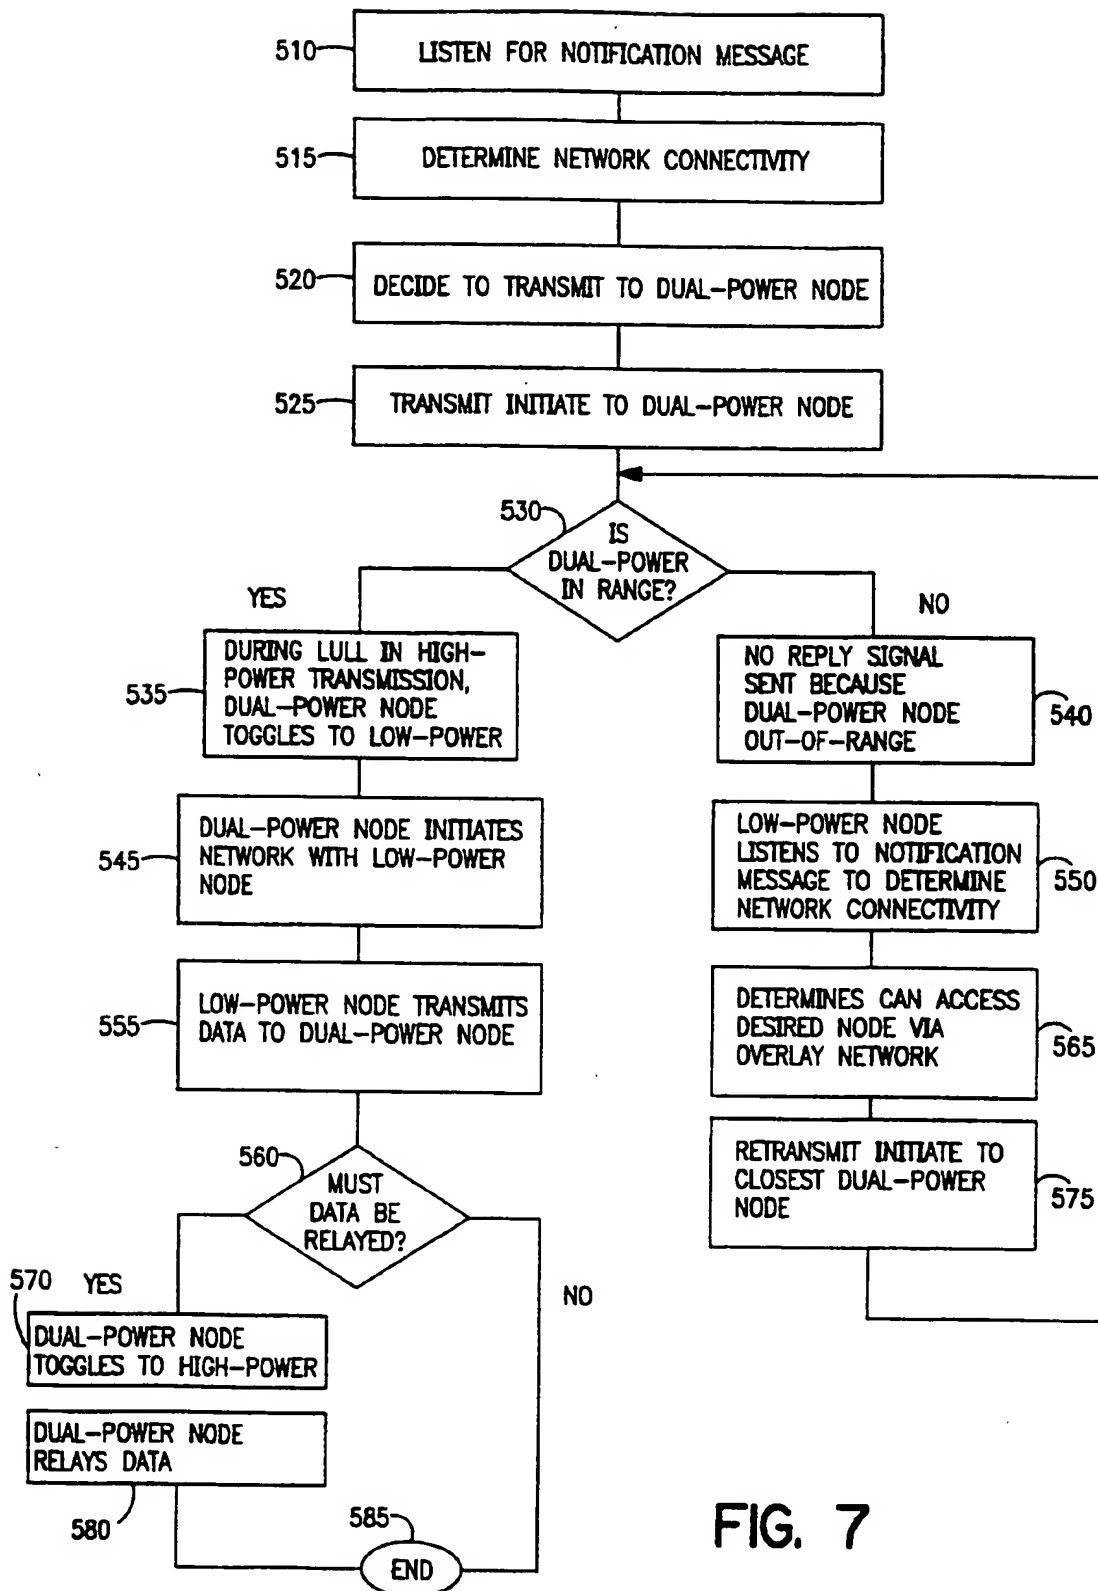 510
LISTEN FOR NOTIFICATION MESSAGE
515
DETERMINE NETWORK CONNECTIVITY
520
DECIDE TO TRANSMIT TO DUAL-POWER NODE
525
TRANSMIT INITIATE TO DUAL-POWER NODE
530
IS
DUAL-POWER
IN RANGE?
YES
NO
535
DURING LULL IN HIGH-
POWER TRANSMISSION,
DUAL-POWER NODE
TOGGLES TO LOW-POWER
NO REPLY SIGNAL
SENT BECAUSE
DUAL-POWER NODE
OUT-OF-RANGE
540
545
DUAL-POWER NODE INITIATES
NETWORK WITH LOW-POWER
NODE
LOW-POWER NODE
LISTENS TO NOTIFICATION
MESSAGE TO DETERMINE
NETWORK CONNECTIVITY
550
555
LOW-POWER NODE TRANSMITS
DATA TO DUAL-POWER NODE
DETERMINES CAN ACCESS
DESIRED NODE VIA
OVERLAY NETWORK
565
560
MUST
DATA BE
RELAYED?
RETRANSMIT INITIATE TO
CLOSEST DUAL-POWER
NODE
575
570
YES
NO
DUAL-POWER NODE
TOGGLES TO HIGH-POWER
DUAL-POWER NODE
RELAYS DATA
580
585
END
FIG. 7